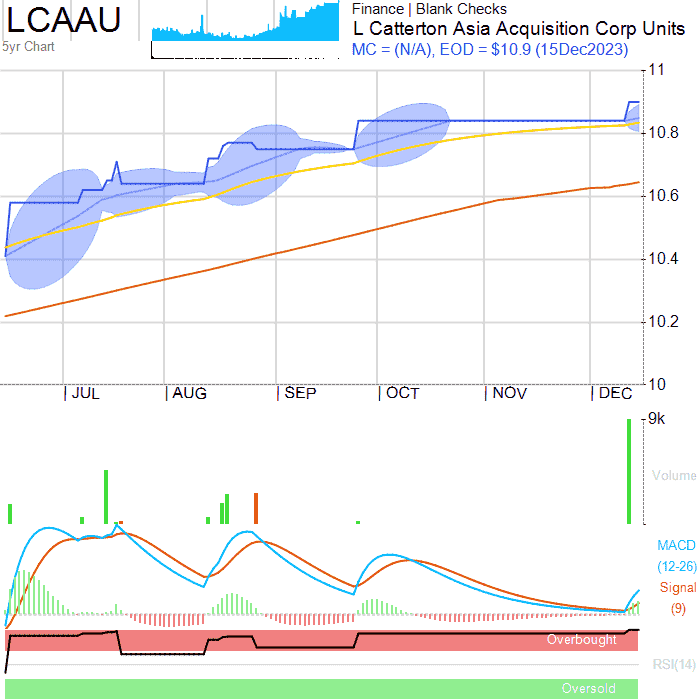 LCAAU
5yr Chart
Finance | Blank Checks
L Catterton Asia Acquisition Corp Units
MC = (N/A), EOD = $10.9 (15Dec2023)
11
10.8
10.6
10.4
10.2
10
JUL AUG SEP OCT NOV DEC
9k
Volume
MACD
(12-26)
Signal
(9)
Overbought
RSI(14)
Oversold